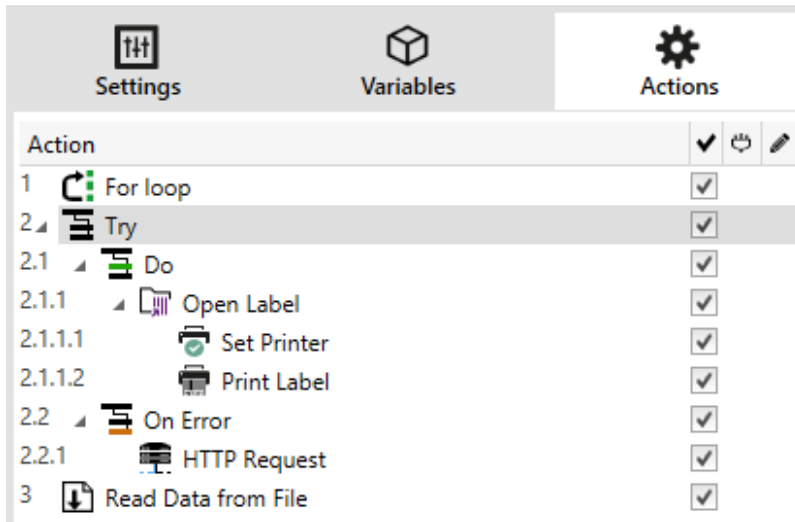 Settings Variables Actions
Action
1 For loop
2 Try
2.1 Do
2.1.1 Open Label
2.1.1.1 Set Printer
2.1.1.2 Print Label
2.2 On Error
2.2.1 HTTP Request
3 Read Data from File